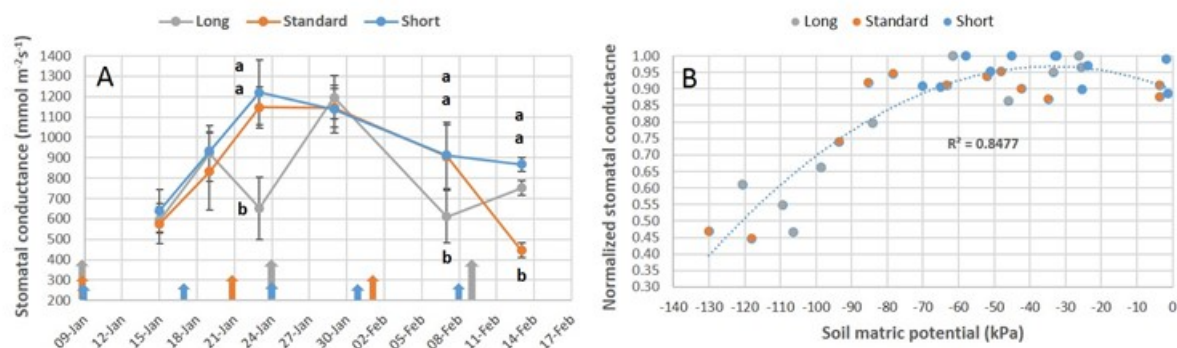 Long Standard Short
A
Stomatal conductance (mmol m⁻²s⁻¹)
1400
1300
1200
1100
1000
900
800
700
600
500
400
300
200
a
a
b
a
a
b
a
a
b
09-Jan 12-Jan 15-Jan 18-Jan 21-Jan 24-Jan 27-Jan 30-Jan 02-Feb 05-Feb 08-Feb 11-Feb 14-Feb 17-Feb
Long Standard Short
B
Normalized stomatal conductacne
1.00
0.95
0.90
0.85
0.80
0.75
0.70
0.65
0.60
0.55
0.50
0.45
0.40
0.35
0.30
R² = 0.8477
-140 -130 -120 -110 -100 -90 -80 -70 -60 -50 -40 -30 -20 -10 0
Soil matric potential (kPa)